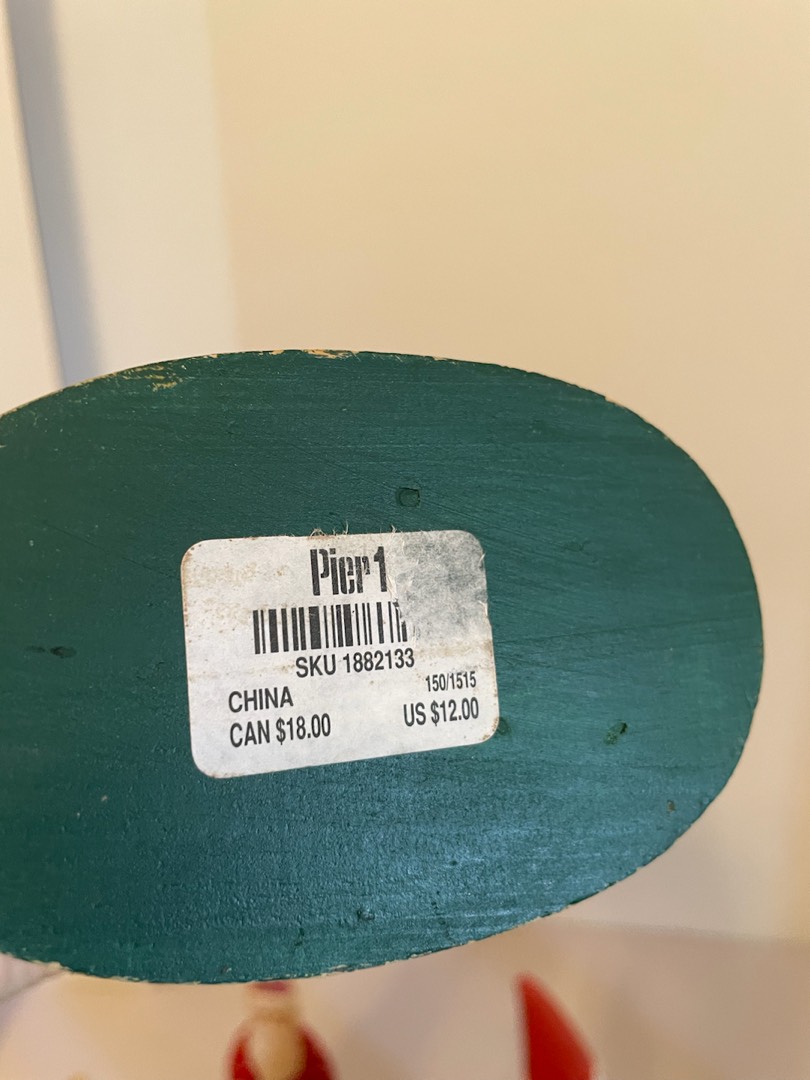 Pier 1
SKU 1882133
150/1515
CHINA
CAN $18.00
US $12.00